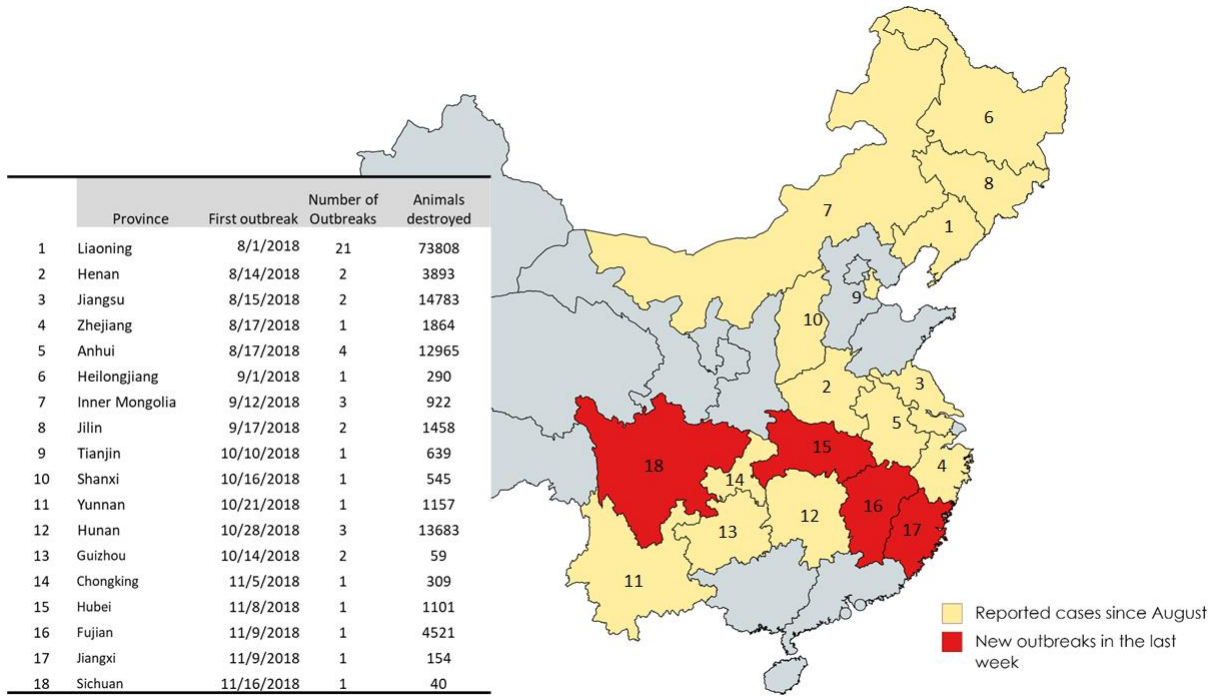 Province First outbreak Number of Outbreaks Animals destroyed
1 Liaoning 8/1/2018 21 73808
2 Henan 8/14/2018 2 3893
3 Jiangsu 8/15/2018 2 14783
4 Zhejiang 8/17/2018 1 1864
5 Anhui 8/17/2018 4 12965
6 Heilongjiang 9/1/2018 1 290
7 Inner Mongolia 9/12/2018 3 922
8 Jilin 9/17/2018 2 1458
9 Tianjin 10/10/2018 1 639
10 Shanxi 10/16/2018 1 545
11 Yunnan 10/21/2018 1 1157
12 Hunan 10/28/2018 3 13683
13 Guizhou 10/14/2018 2 59
14 Chongking 11/5/2018 1 309
15 Hubei 11/8/2018 1 1101
16 Fujian 11/9/2018 1 4521
17 Jiangxi 11/9/2018 1 154
18 Sichuan 11/16/2018 1 40
6
8
7
1
9
10
2
3
5
15
4
18
14
16
12
17
13
11
Reported cases since August
New outbreaks in the last
week